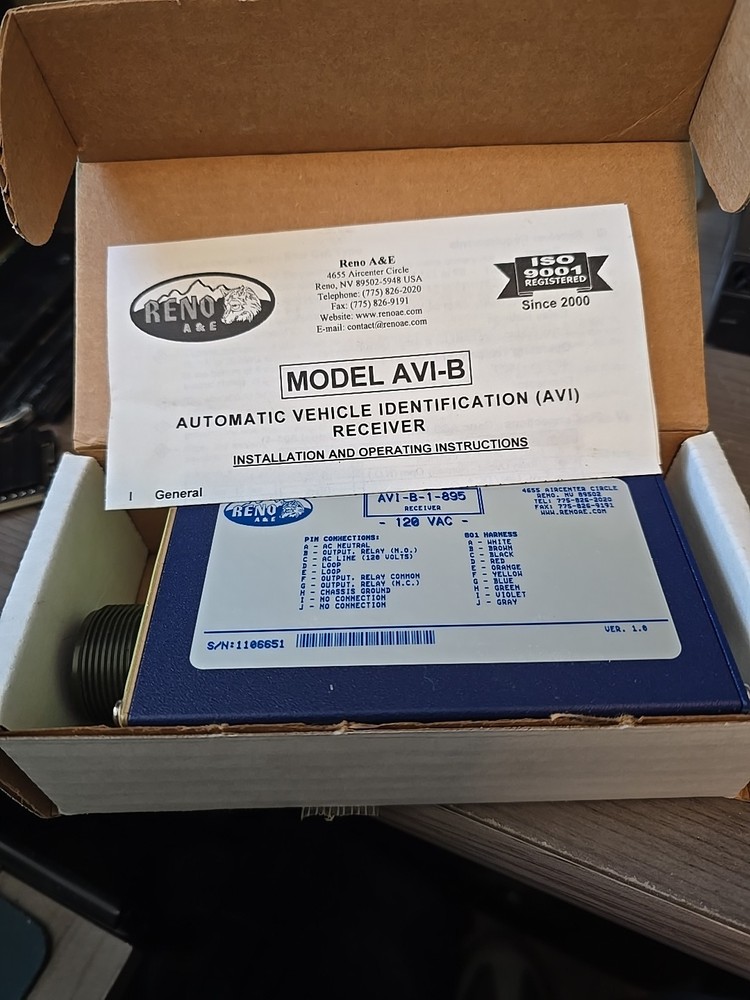 RENO
A & E
Reno A&E
4655 Aircenter Circle
Reno, NV 89502-5948 USA
Telephone: (775) 826-2020
Fax: (775) 826-9191
Website: www.renoae.com
E-mail: contact@renoae.com
ISO
9001
REGISTERED
Since 2000
MODEL AVI-B
AUTOMATIC VEHICLE IDENTIFICATION (AVI)
RECEIVER
INSTALLATION AND OPERATING INSTRUCTIONS
I General
RENO
A & E
AVI-B-1-895
RECEIVER
- 120 VAC -
4655 AIRCENTER CIRCLE
RENO, NV 89502
TEL: 775-826-2020
FAX: 775-826-9191
WWW.RENOAE.COM
PIN CONNECTIONS:
A - AC NEUTRAL
B - OUTPUT, RELAY (N.O.)
C - AC LINE (120 VOLTS)
D - LOOP
E - LOOP
F - OUTPUT, RELAY COMMON
G - OUTPUT, RELAY (N.C.)
H - CHASSIS GROUND
I - NO CONNECTION
J - NO CONNECTION
801 HARNESS
A - WHITE
B - BROWN
C - BLACK
D - RED
E - ORANGE
F - YELLOW
G - BLUE
H - GREEN
I - VIOLET
J - GRAY
S/N:1106651
VER. 1.0